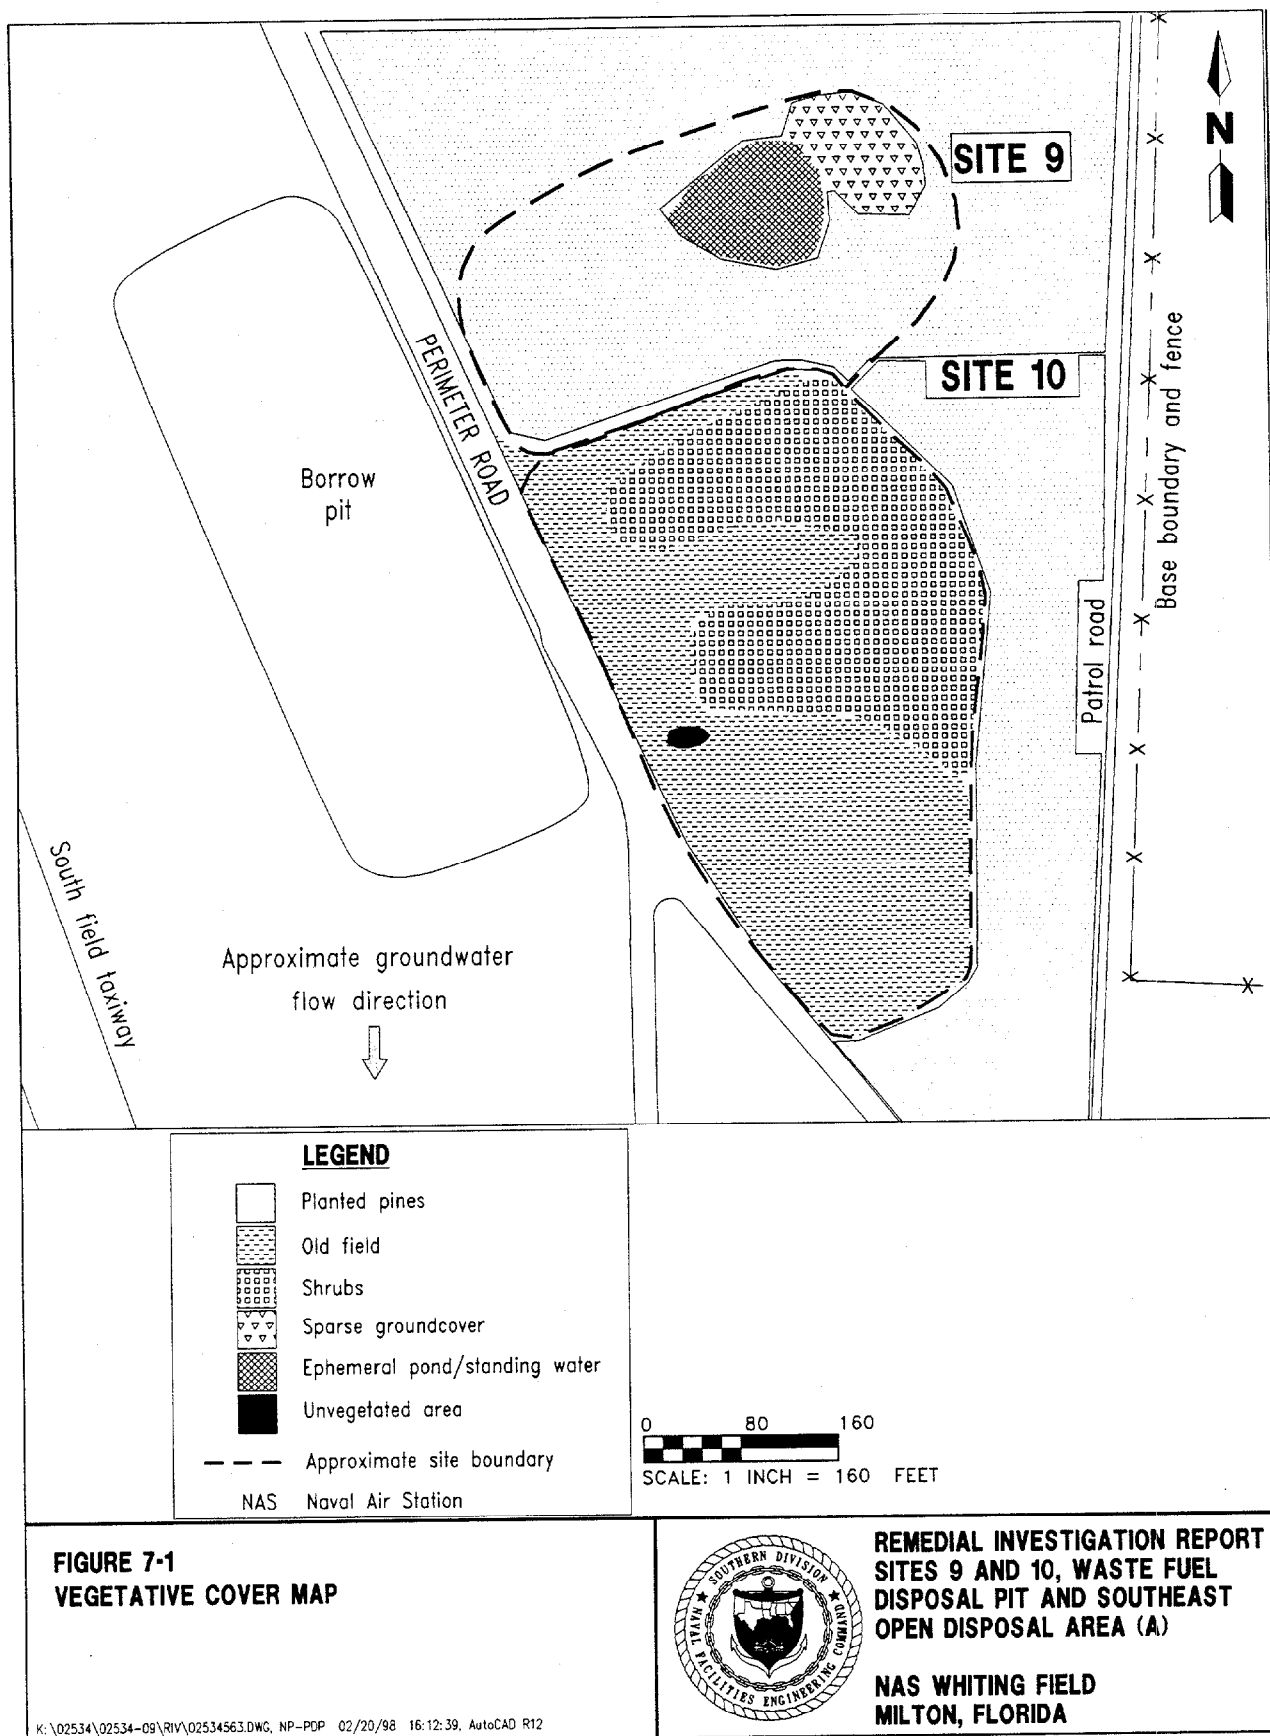 N
SITE 9
SITE 10
PERIMETER ROAD
Base boundary and fence
Borrow
pit
Patrol road
South field taxiway
Approximate groundwater
flow direction
LEGEND
Planted pines
Old field
Shrubs
Sparse groundcover
Ephemeral pond/standing water
Unvegetated area
Approximate site boundary
NAS Naval Air Station
0 80 160
SCALE: 1 INCH = 160 FEET
FIGURE 7-1
VEGETATIVE COVER MAP
SOUTHERN DIVISION
NAVAL FACILITIES ENGINEERING COMMAND
REMEDIAL INVESTIGATION REPORT
SITES 9 AND 10, WASTE FUEL
DISPOSAL PIT AND SOUTHEAST
OPEN DISPOSAL AREA (A)
NAS WHITING FIELD
MILTON, FLORIDA
K:\02534\02534-09\RIV\02534563.DWG, NP-PDP 02/20/98 16:12:39, AutoCAD R12